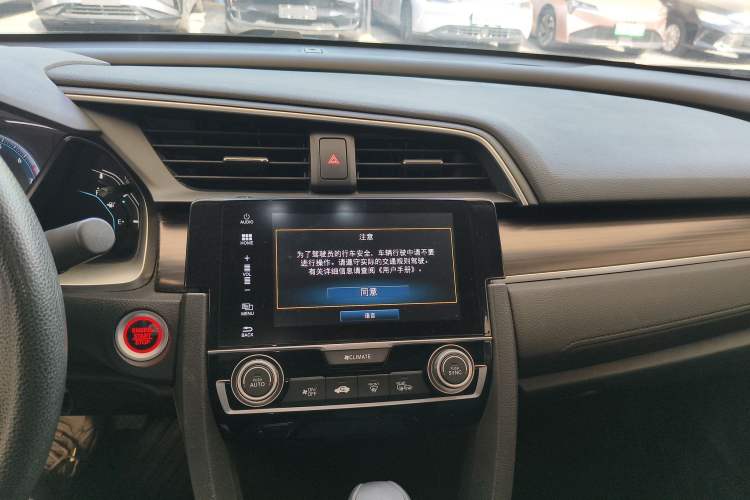 AUDIO
HOME
+
VOL
−
MENU
BACK
注意
为了驾驶员的行车安全，车辆行驶中请不要
进行操作。请遵守实际的交通规则驾驶。
有关详细信息请查阅《用户手册》。
同意
语言
ENGINE
START
STOP
CLIMATE
AUTO
ON/
OFF
SYNC
E